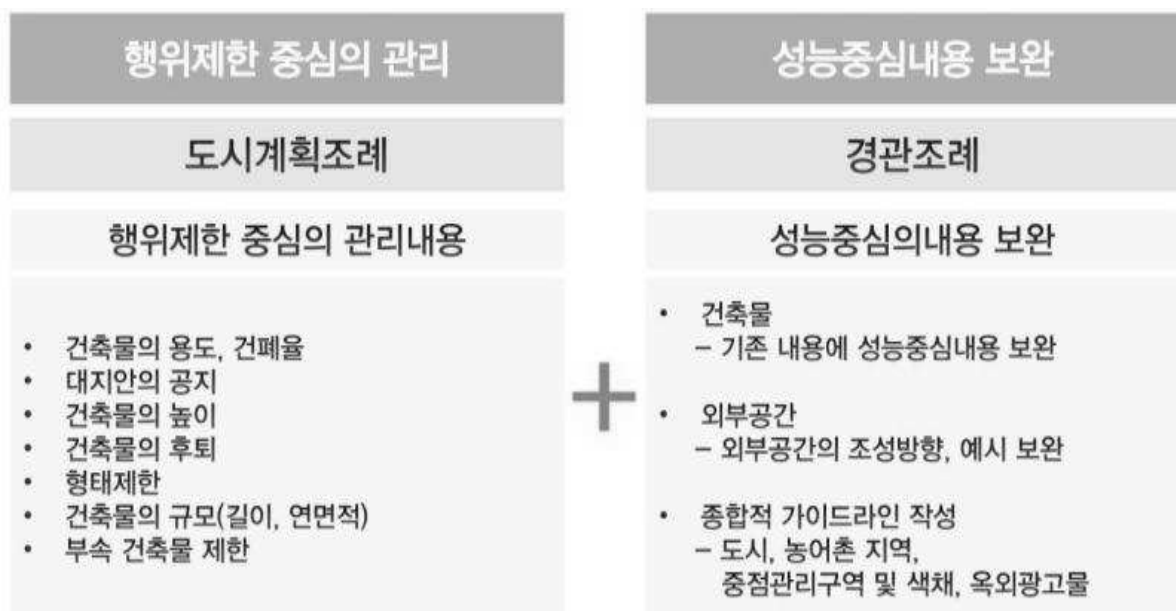 행위제한 중심의 관리
도시계획조례
행위제한 중심의 관리내용
• 건축물의 용도, 건폐율
• 대지안의 공지
• 건축물의 높이
• 건축물의 후퇴
• 형태제한
• 건축물의 규모(길이, 연면적)
• 부속 건축물 제한
+
성능중심내용 보완
경관조례
성능중심의내용 보완
• 건축물
– 기존 내용에 성능중심내용 보완
• 외부공간
– 외부공간의 조성방향, 예시 보완
• 종합적 가이드라인 작성
– 도시, 농어촌 지역,
중점관리구역 및 색채, 옥외광고물